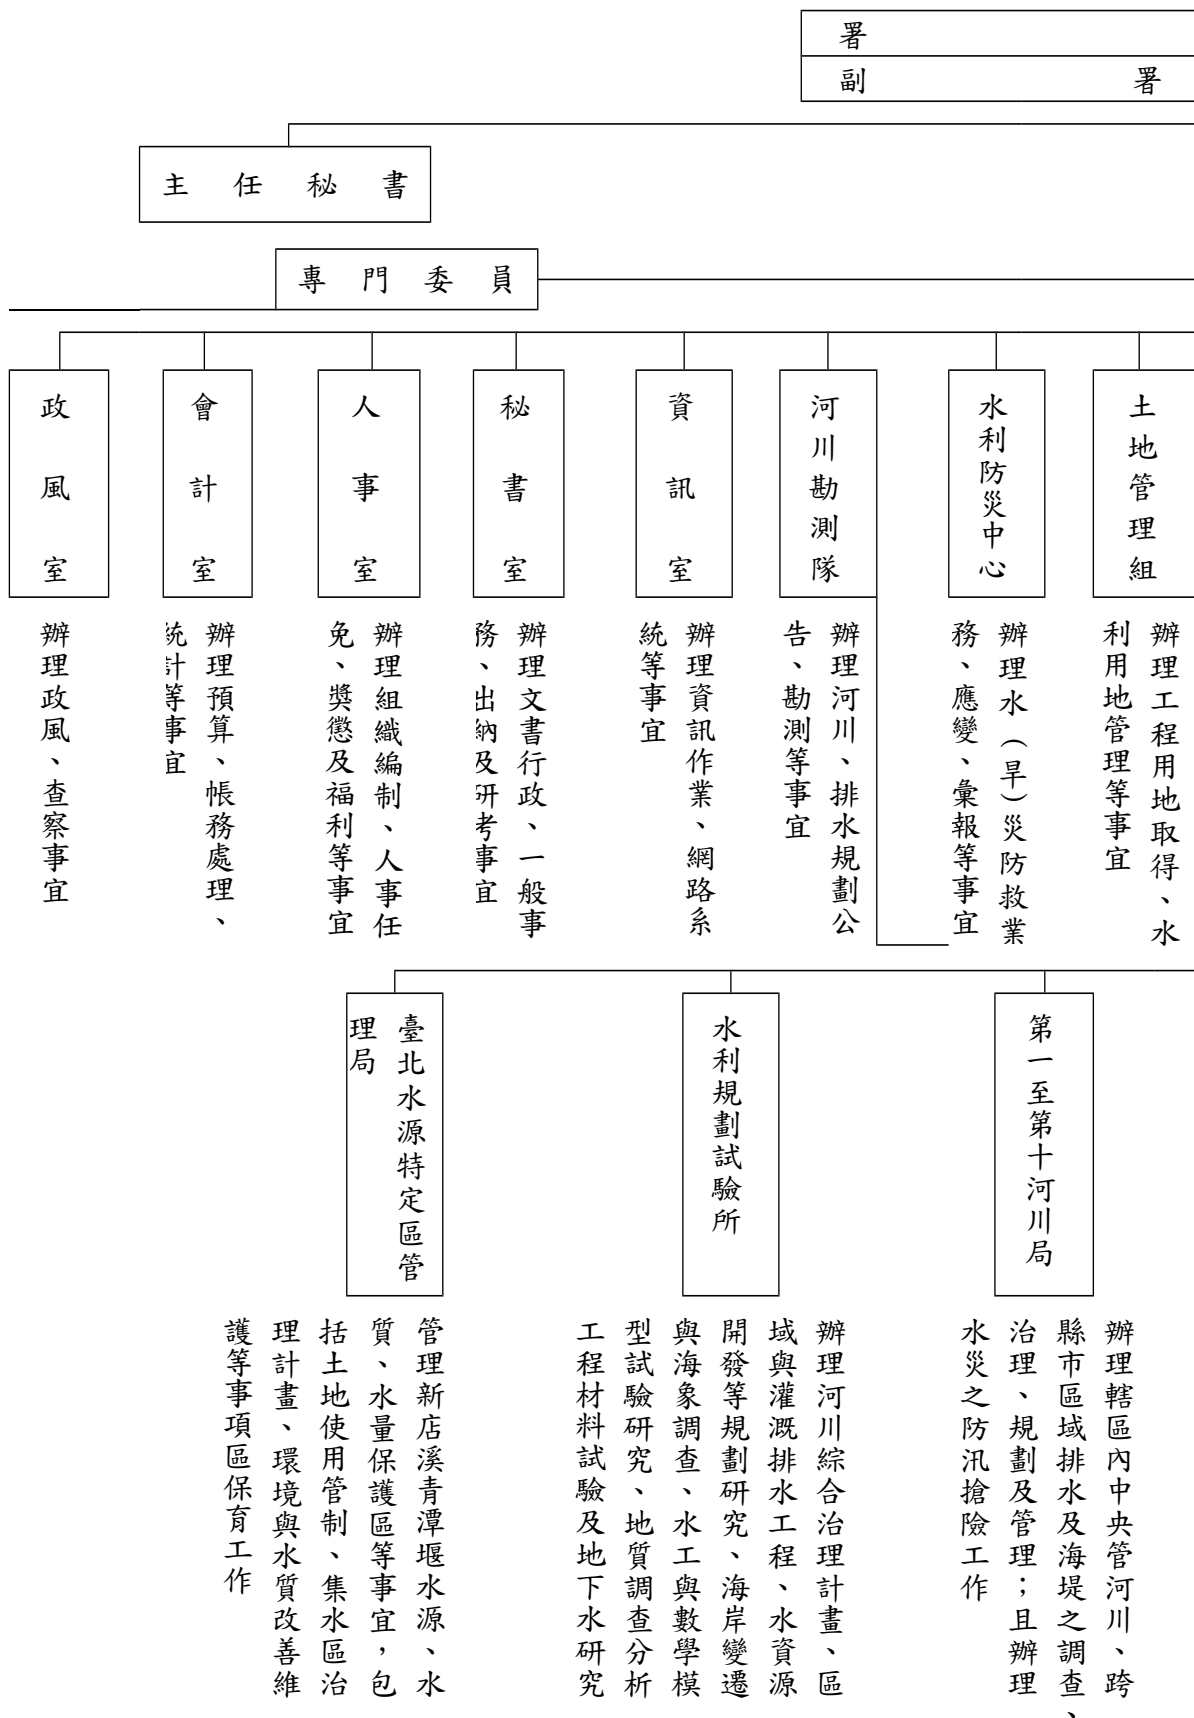 署
副 署
主任秘書
專門委員
土地管理組
水利防災中心
河川勘測隊
資訊室
秘書室
人事室
會計室
政風室
辦理工程用地取得、水
利用地管理等事宜
辦理水(旱)災防救業
務、應變、彙報等事宜
辦理河川、排水規劃公
告、勘測等事宜
辦理資訊作業、網路系
統等事宜
辦理文書行政、一般事
務、出納及研考事宜
辦理組織編制、人事任
免、獎懲及福利等事宜
辦理預算、帳務處理、
統計等事宜
辦理政風、查察事宜
第一至第十河川局
水利規劃試驗所
臺北水源特定區管
理局
辦理轄區內中央管河川、跨
縣市區域排水及海堤之調查、
治理、規劃及管理;且辦理
水災之防汛搶險工作
辦理河川綜合治理計畫、區
域與灌溉排水工程、水資源
開發等規劃研究、海岸變遷
與海象調查、水工與數學模
型試驗研究、地質調查分析
工程材料試驗及地下水研究
管理新店溪青潭堰水源、水
質、水量保護區等事宜,包
括土地使用管制、集水區治
理計畫、環境與水質改善維
護等事項區保育工作